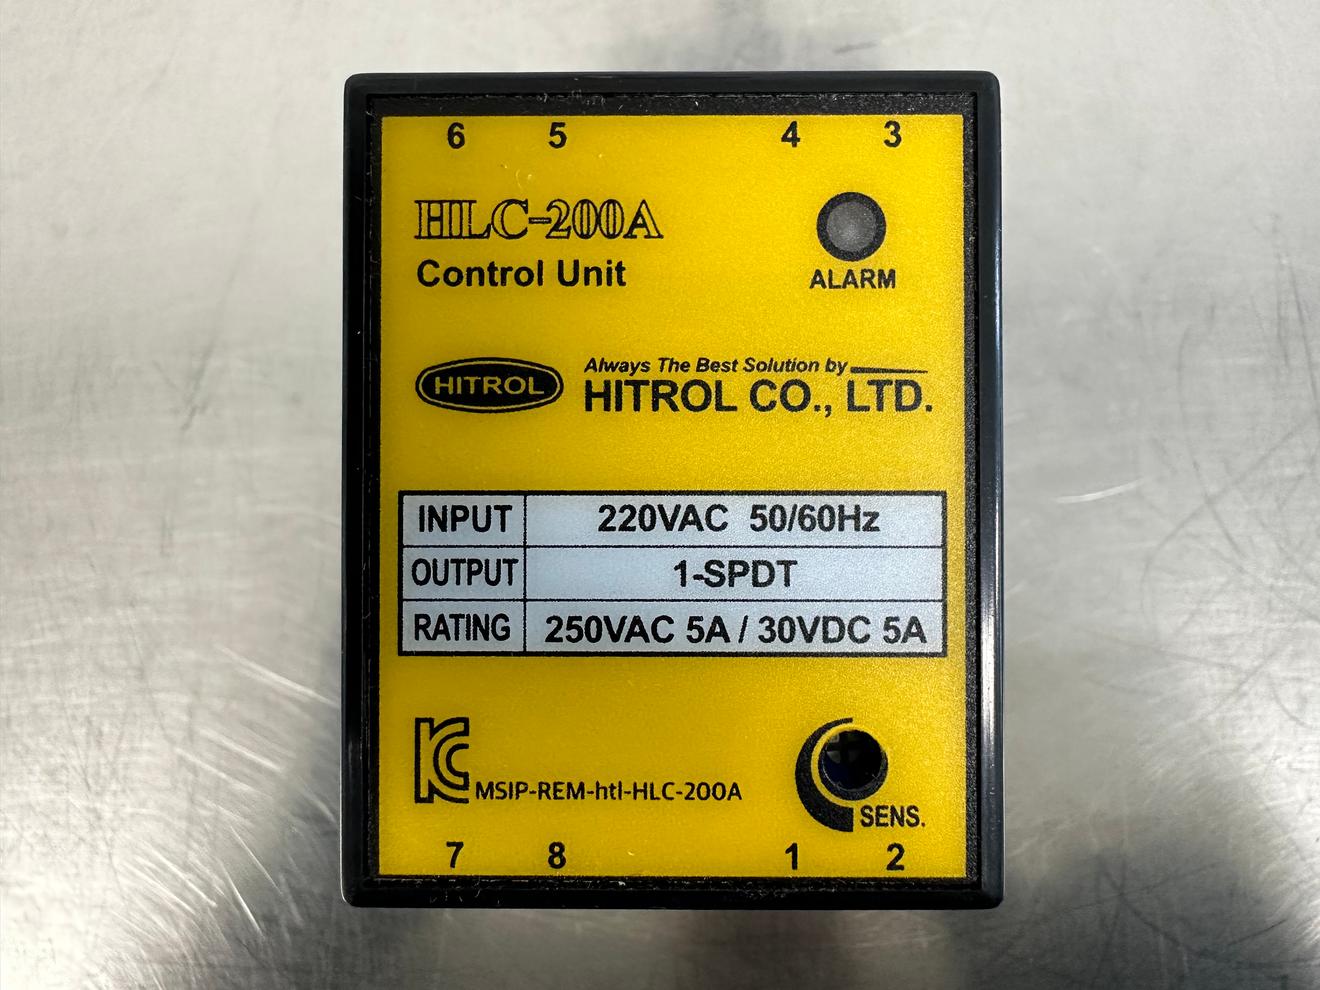 6 5 4 3
HLC-200A
Control Unit
ALARM
HITROL
Always The Best Solution by
HITROL CO., LTD.
INPUT 220VAC 50/60Hz
OUTPUT 1-SPDT
RATING 250VAC 5A / 30VDC 5A
KC MSIP-REM-htl-HLC-200A
SENS.
7 8 1 2